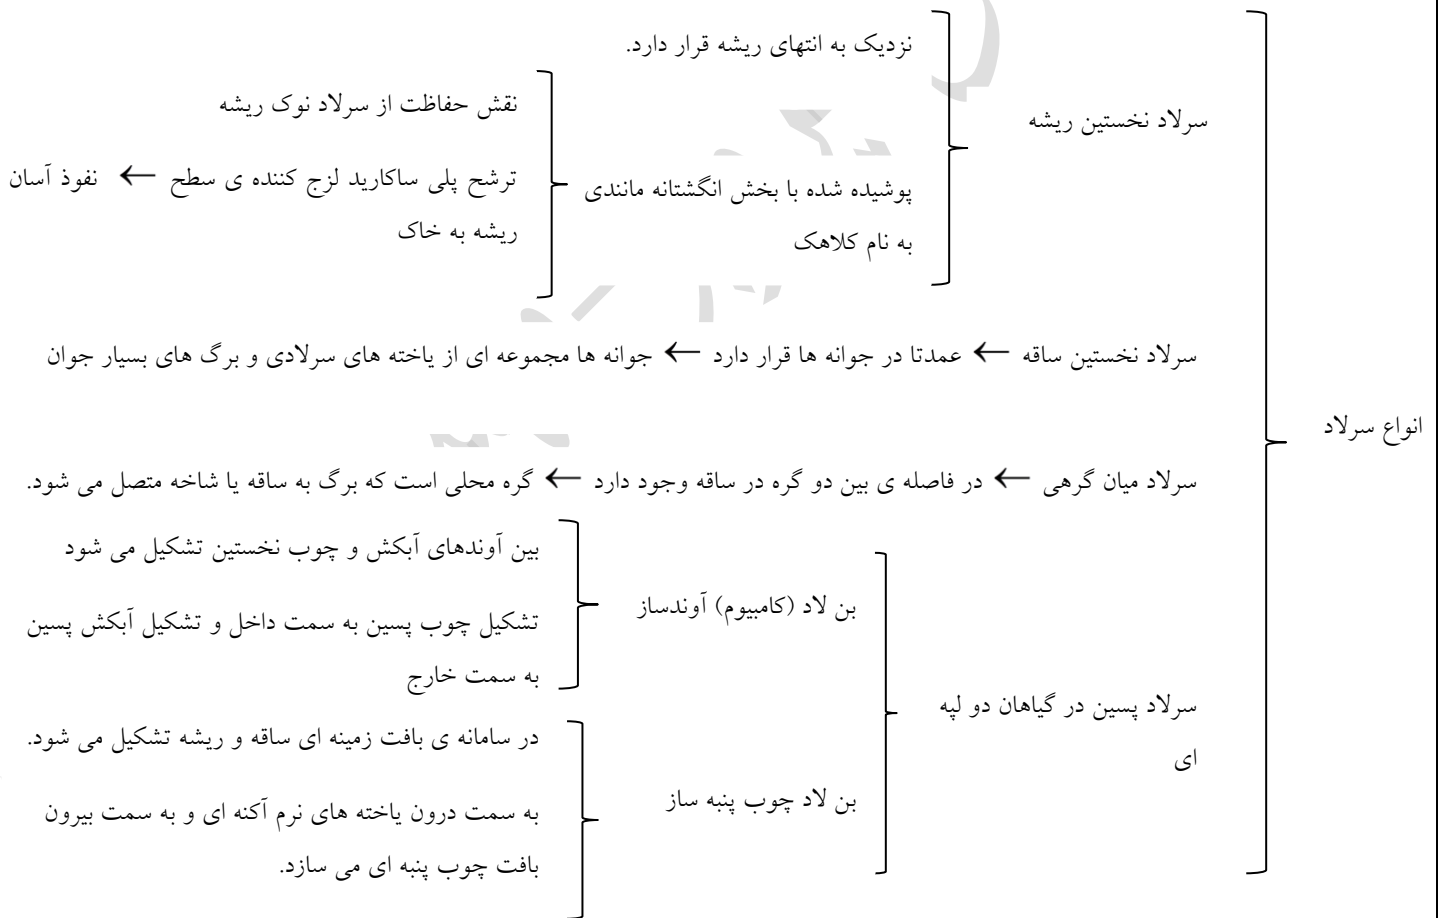 انواع سرلاد
سرلاد نخستین ریشه
نزدیک به انتهای ریشه قرار دارد.
پوشیده شده با بخش انگشتانه مانندی
به نام کلاهک
نقش حفاظت از سرلاد نوک ریشه
ترشح پلی ساکارید لزج کننده ی سطح ← نفوذ آسان
ریشه به خاک
سرلاد نخستین ساقه ← عمدتا در جوانه ها قرار دارد ← جوانه ها مجموعه ای از یاخته های سرلادی و برگ های بسیار جوان
سرلاد میان گرهی ← در فاصله ی بین دو گره در ساقه وجود دارد ← گره محلی است که برگ به ساقه یا شاخه متصل می شود.
سرلاد پسین در گیاهان دو لپه
ای
بن لاد (کامبیوم) آوندساز
بین آوندهای آبکش و چوب نخستین تشکیل می شود
تشکیل چوب پسین به سمت داخل و تشکیل آبکش پسین
به سمت خارج
بن لاد چوب پنبه ساز
در سامانه ی بافت زمینه ای ساقه و ریشه تشکیل می شود.
به سمت درون یاخته های نرم آکنه ای و به سمت بیرون
بافت چوب پنبه ای می سازد.